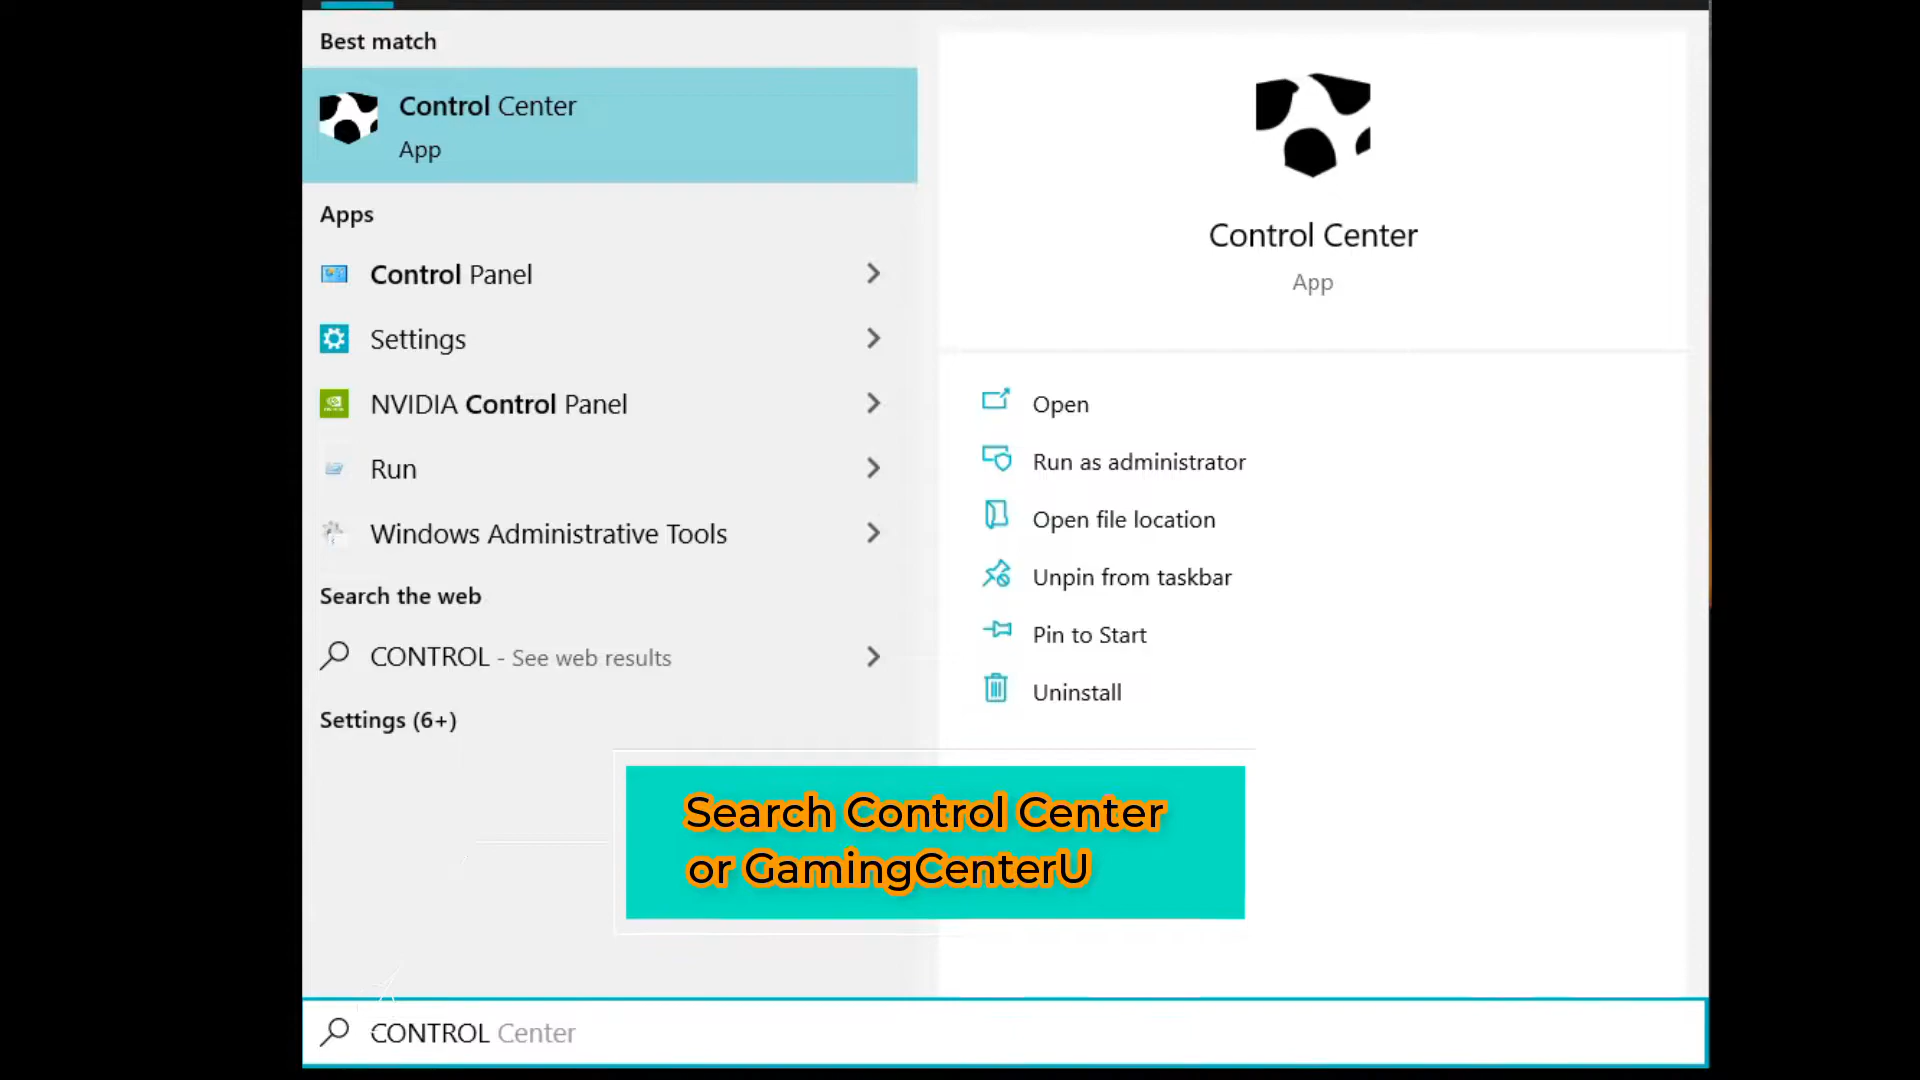 Best match
Control Center
App
Apps
Control Panel
Settings
NVIDIA Control Panel
Run
Windows Administrative Tools
Search the web
CONTROL - See web results
Settings (6+)
Control Center
App
Open
Run as administrator
Open file location
Unpin from taskbar
Pin to Start
Uninstall
Search Control Center
or GamingCenterU
CONTROL Center